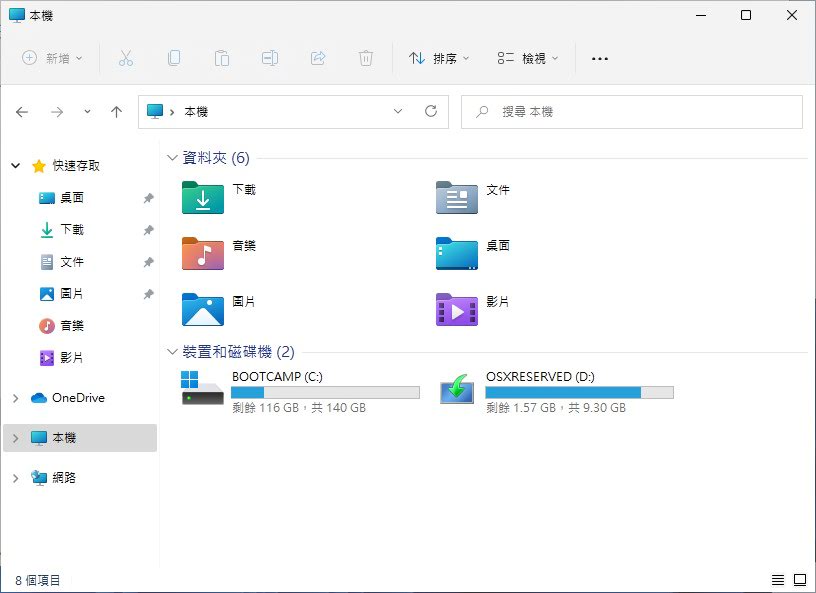 本機
新增
排序
檢視
本機
搜尋 本機
快速存取
桌面
下載
文件
圖片
音樂
影片
OneDrive
本機
網路
資料夾 (6)
下載
文件
音樂
桌面
圖片
影片
裝置和磁碟機 (2)
BOOTCAMP (C:)
剩餘 116 GB，共 140 GB
OSXRESERVED (D:)
剩餘 1.57 GB，共 9.30 GB
8 個項目